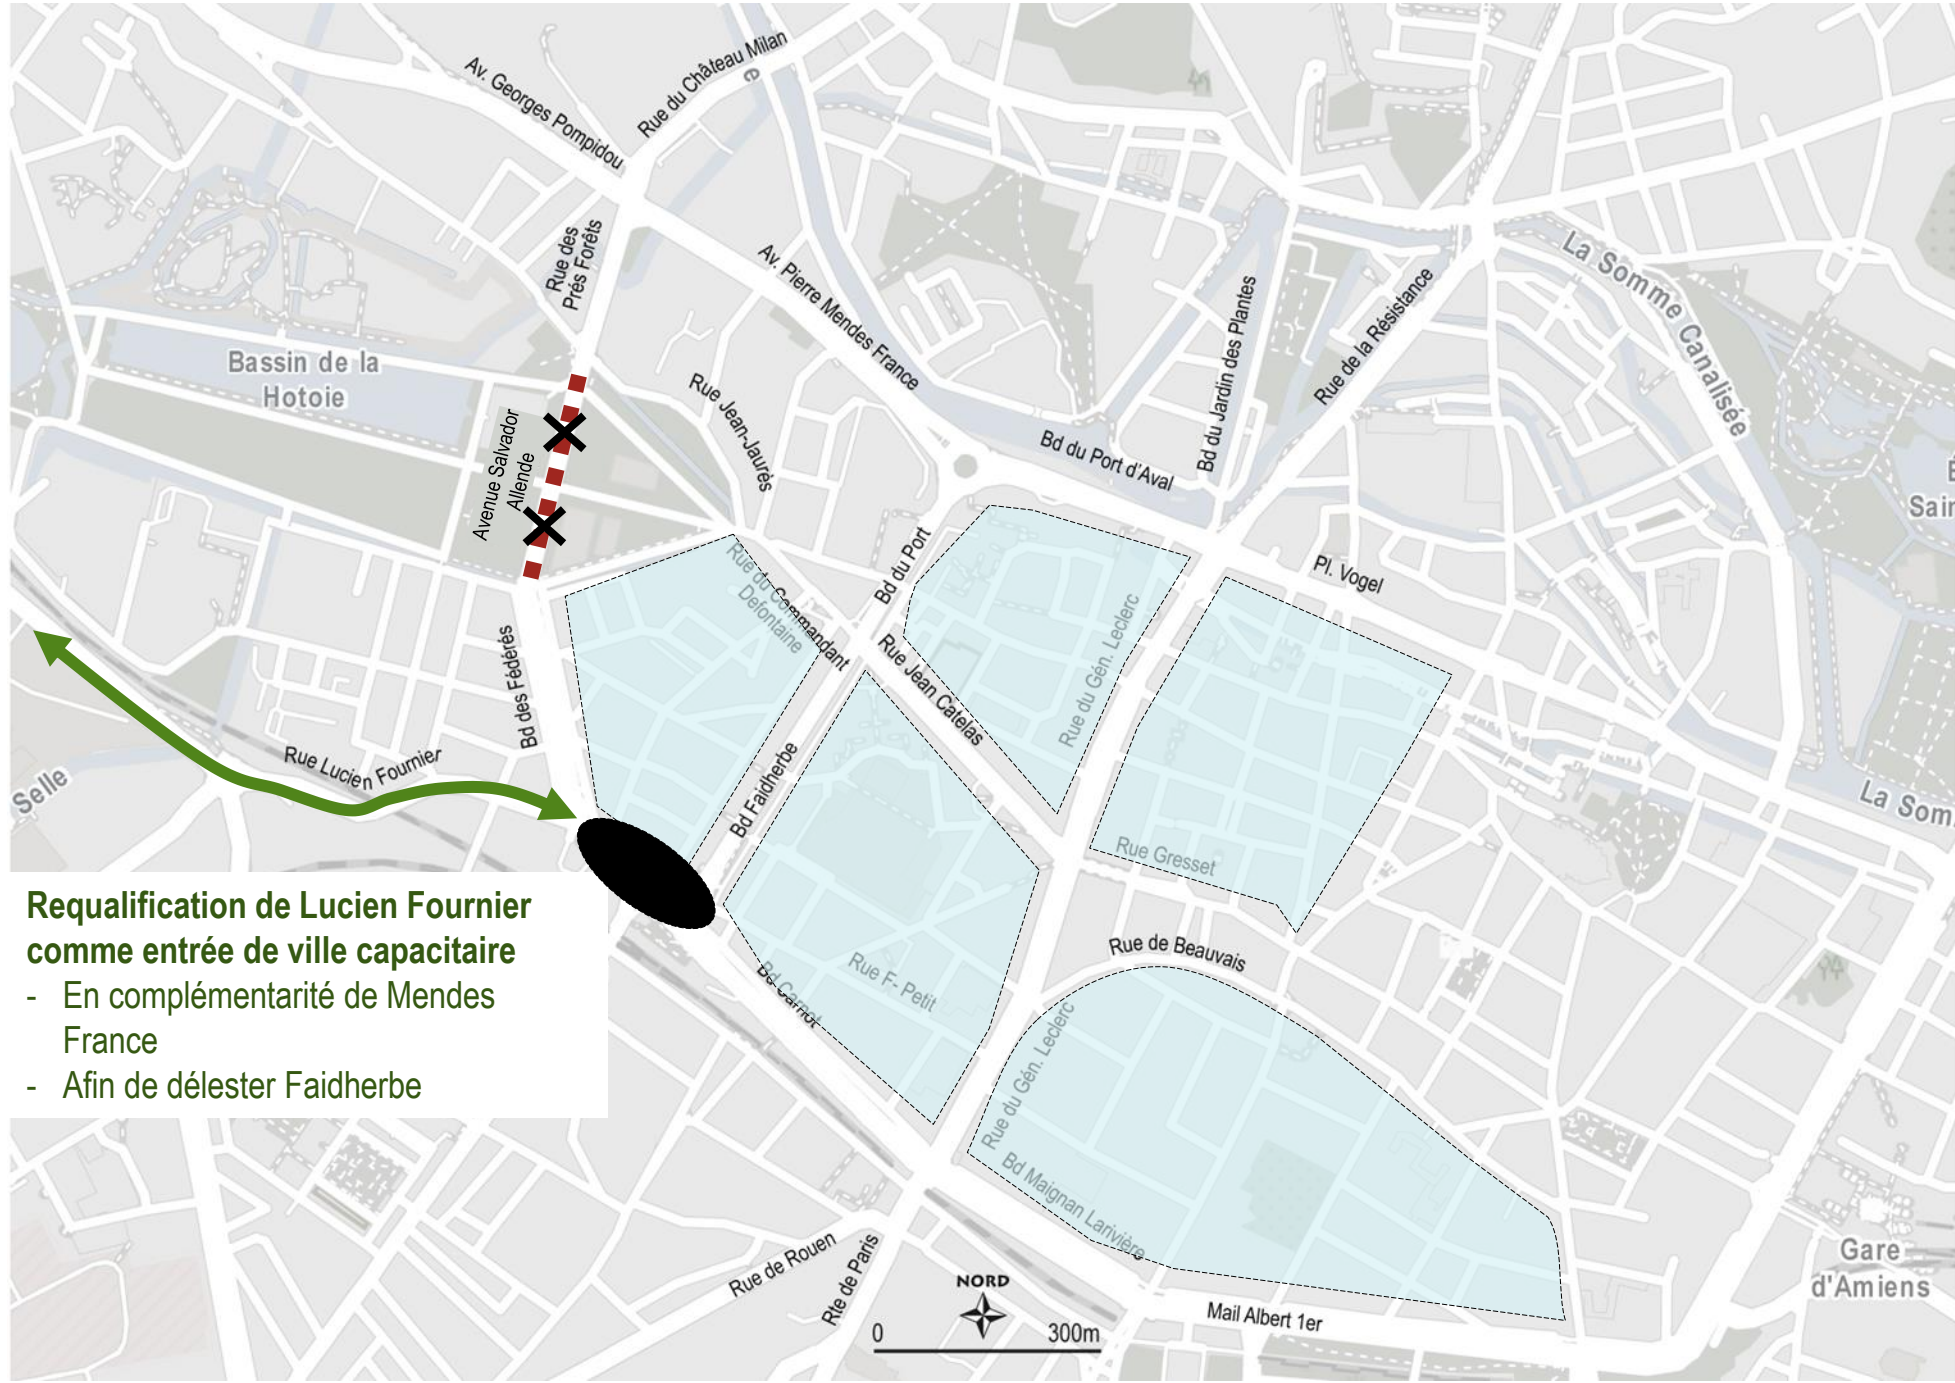 Av. Georges Pompidou
Rue du Château Milan
Rue des
Prés Forêts
Av. Pierre Mendes France
La Somme Canalisée
Rue de la Résistance
Bd du Jardin des Plantes
Bassin de la
Hotoie
Rue Jean-Jaurés
Avenue Salvador
Allende
Bd du Port d'Aval
Sain
Bd du Port
Pl. Vogel
Rue du Commandant
Defontaine
Rue du Gén. Leclerc
Rue Jean Catelas
Bd des Fédérés
Rue Lucien Fournier
Selle
Bd Faidherbe
La Som
Rue Gresset
Requalification de Lucien Fournier
comme entrée de ville capacitaire
- En complémentarité de Mendes
France
- Afin de délester Faidherbe
Rue de Beauvais
Bd Carnot
Rue F- Petit
Rue du Gén. Leclerc
Bd Maignan Larivière
Rue de Rouen
Rte de Paris
Gare
d'Amiens
NORD
0 300m
Mail Albert 1er